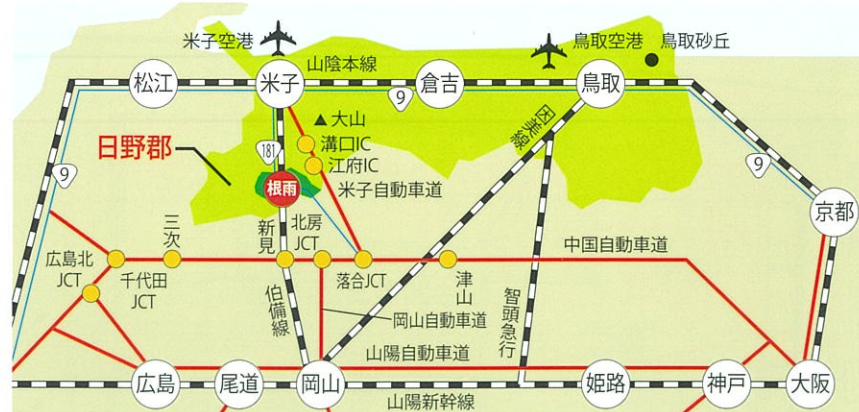 米子空港
鳥取空港
鳥取砂丘
山陰本線
松江
米子
倉吉
鳥取
9
大山
因美線
181
溝口IC
日野郡
江府IC
9
9
根雨
米子自動車道
京都
三次
新見
北房
JCT
中国自動車道
広島北
JCT
千代田
JCT
落合JCT
津山
伯備線
岡山自動車道
智頭急行
山陽自動車道
広島
尾道
岡山
姫路
神戸
大阪
山陽新幹線